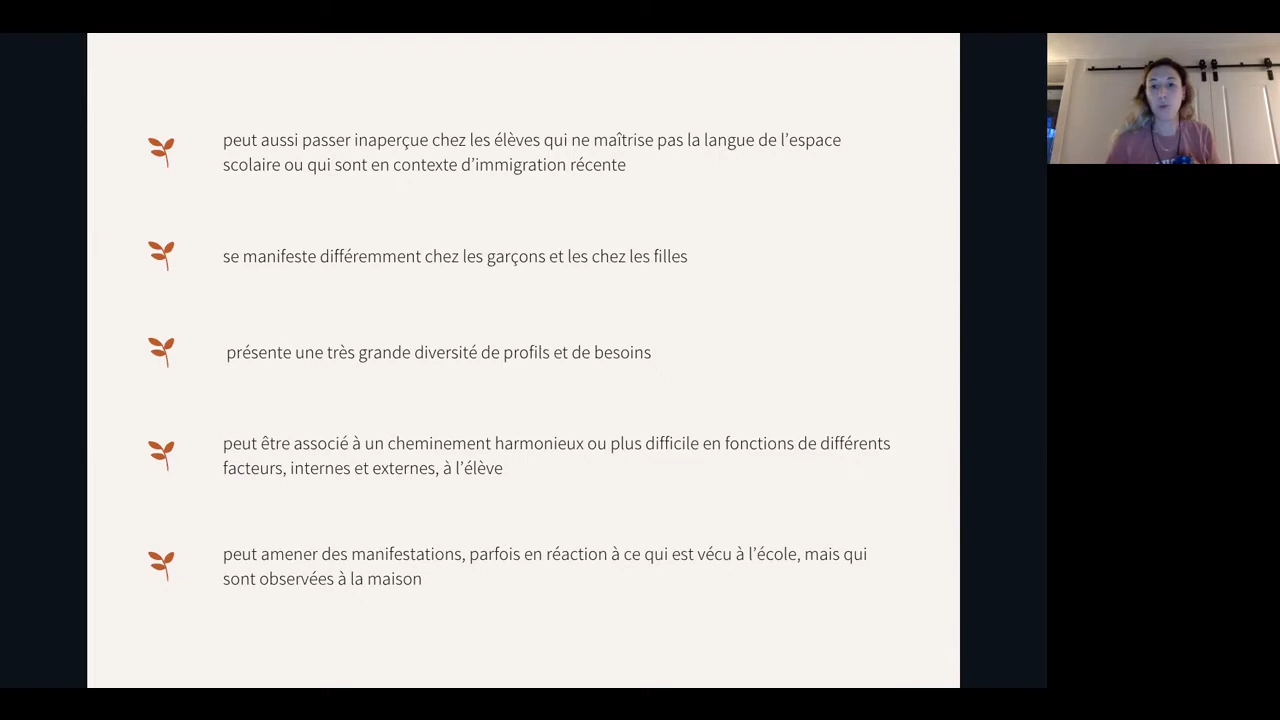 peut aussi passer inaperçue chez les élèves qui ne maîtrise pas la langue de l'espace
scolaire ou qui sont en contexte d'immigration récente
se manifeste différemment chez les garçons et les chez les filles
présente une très grande diversité de profils et de besoins
peut être associé à un cheminement harmonieux ou plus difficile en fonctions de différents
facteurs, internes et externes, à l'élève
peut amener des manifestations, parfois en réaction à ce qui est vécu à l'école, mais qui
sont observées à la maison